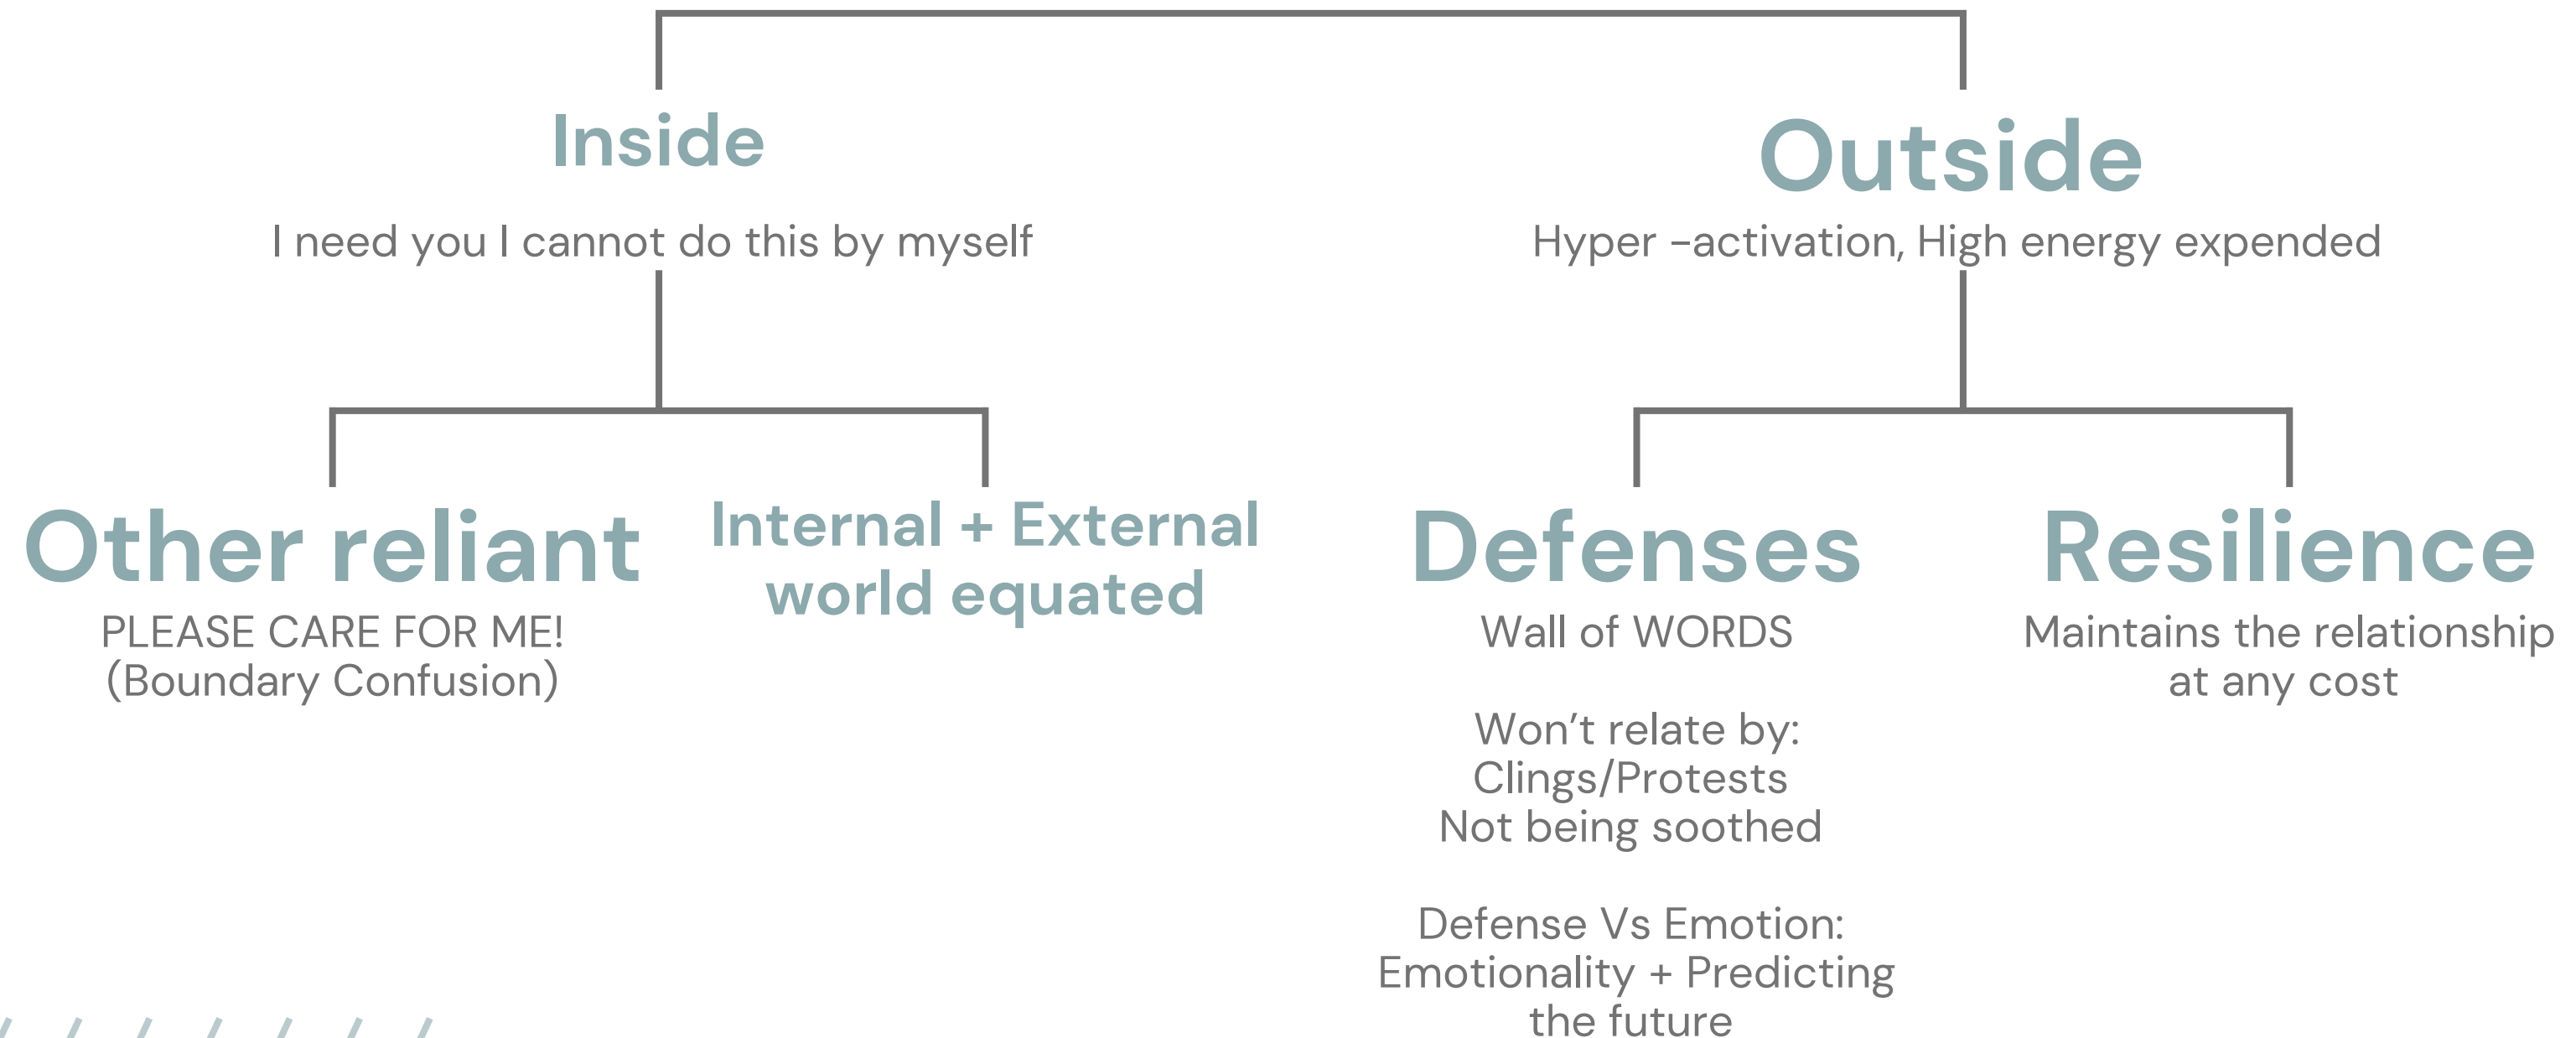 Inside
I need you I cannot do this by myself
Outside
Hyper -activation, High energy expended
Other reliant
PLEASE CARE FOR ME!
(Boundary Confusion)
Internal + External
world equated
Defenses
Wall of WORDS
Won't relate by:
Clings/Protests
Not being soothed
Defense Vs Emotion:
Emotionality + Predicting
the future
Resilience
Maintains the relationship
at any cost